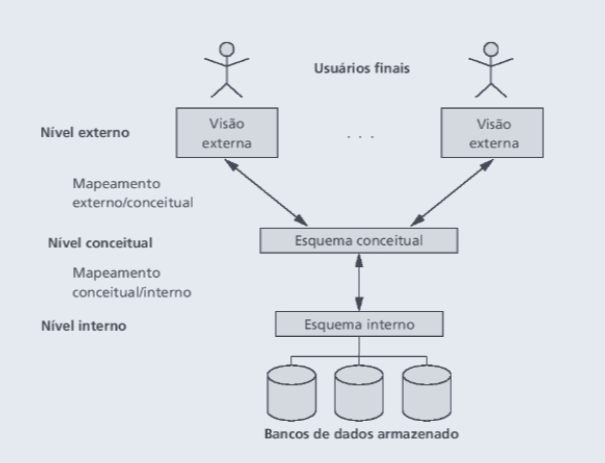 Usuários finais
Nível externo
Visão
externa
. . .
Visão
externa
Mapeamento
externo/conceitual
Nível conceitual
Esquema conceitual
Mapeamento
conceitual/interno
Nível interno
Esquema interno
Bancos de dados armazenado